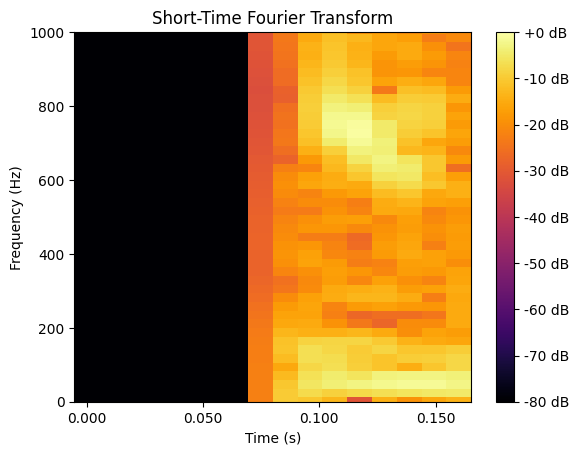 Short-Time Fourier Transform
1000
800
600
400
200
0
Frequency (Hz)
0.000
0.050
0.100
0.150
Time (s)
+0 dB
-10 dB
-20 dB
-30 dB
-40 dB
-50 dB
-60 dB
-70 dB
-80 dB